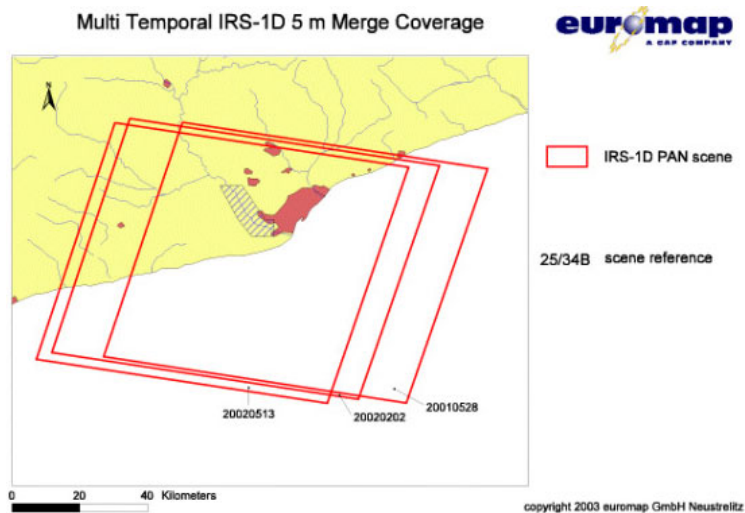 Multi Temporal IRS-1D 5 m Merge Coverage
euromap
A GAF COMPANY
N
IRS-1D PAN scene
25/34B scene reference
20020513
20020202
20010528
0 20 40 Kilometers
copyright 2003 euromap GmbH Neustrelitz